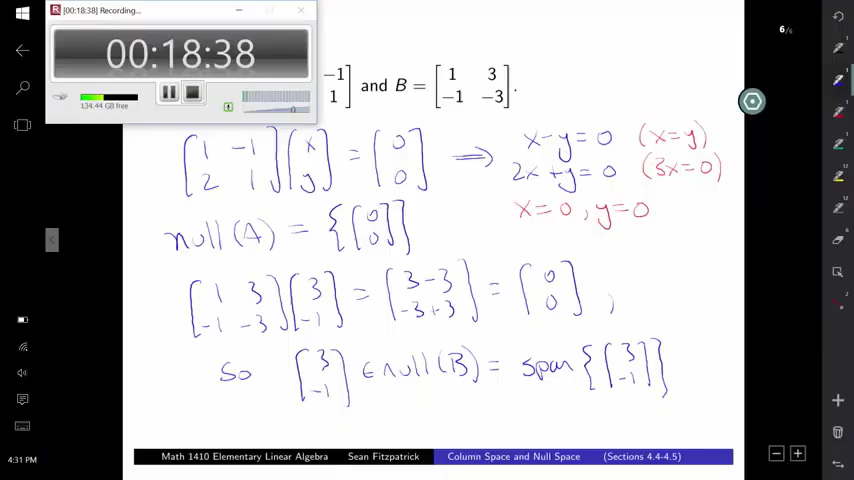 [00:18:38] Recording...
6/6
00:18:38
134.44 GB free
−1
1 ] and B = [ 1 3
−1 −3 ].
[ 1 −1
2 1 ] [ x
y ] = [ 0
0 ] ⟹ x−y=0 (x=y)
2x+y=0 (3x=0)
x=0, y=0
null(A) = { [ 0
0 ] }
[ 1 3
−1 −3 ] [ 3
−1 ] = [ 3−3
−3+3 ] = [ 0
0 ] ,
So [ 3
−1 ] ∈ null(B) = span { [ 3
−1 ] }
4:31 PM
Math 1410 Elementary Linear Algebra Sean Fitzpatrick Column Space and Null Space (Sections 4.4-4.5)